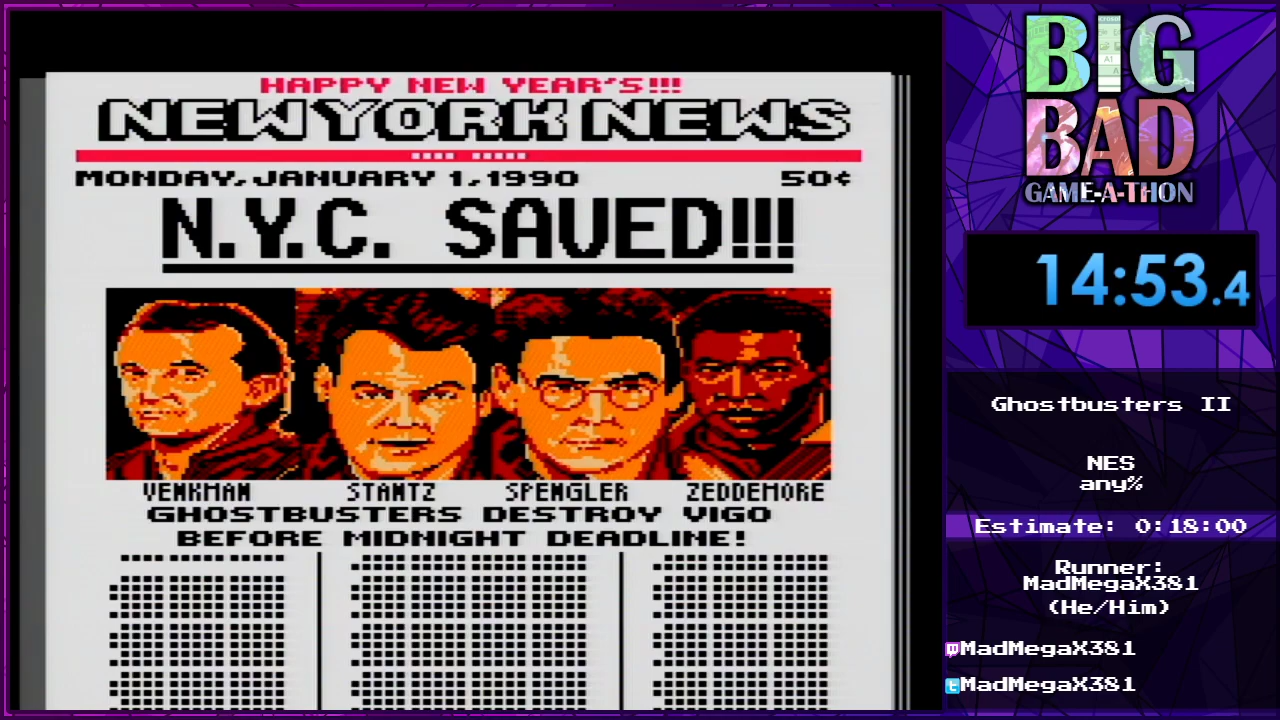 HAPPY NEW YEAR'S!!!
NEW YORK NEWS
MONDAY, JANUARY 1, 1990 50¢
N.Y.C. SAVED!!!
VENKMAN STANTZ SPENGLER ZEDDEMORE
GHOSTBUSTERS DESTROY VIGO
BEFORE MIDNIGHT DEADLINE!
BIG
BAD
GAME-A-THON
14:53.4
Ghostbusters II
NES
any%
Estimate: 0:18:00
Runner:
MadMegaX381
(He/Him)
MadMegaX381
MadMegaX381